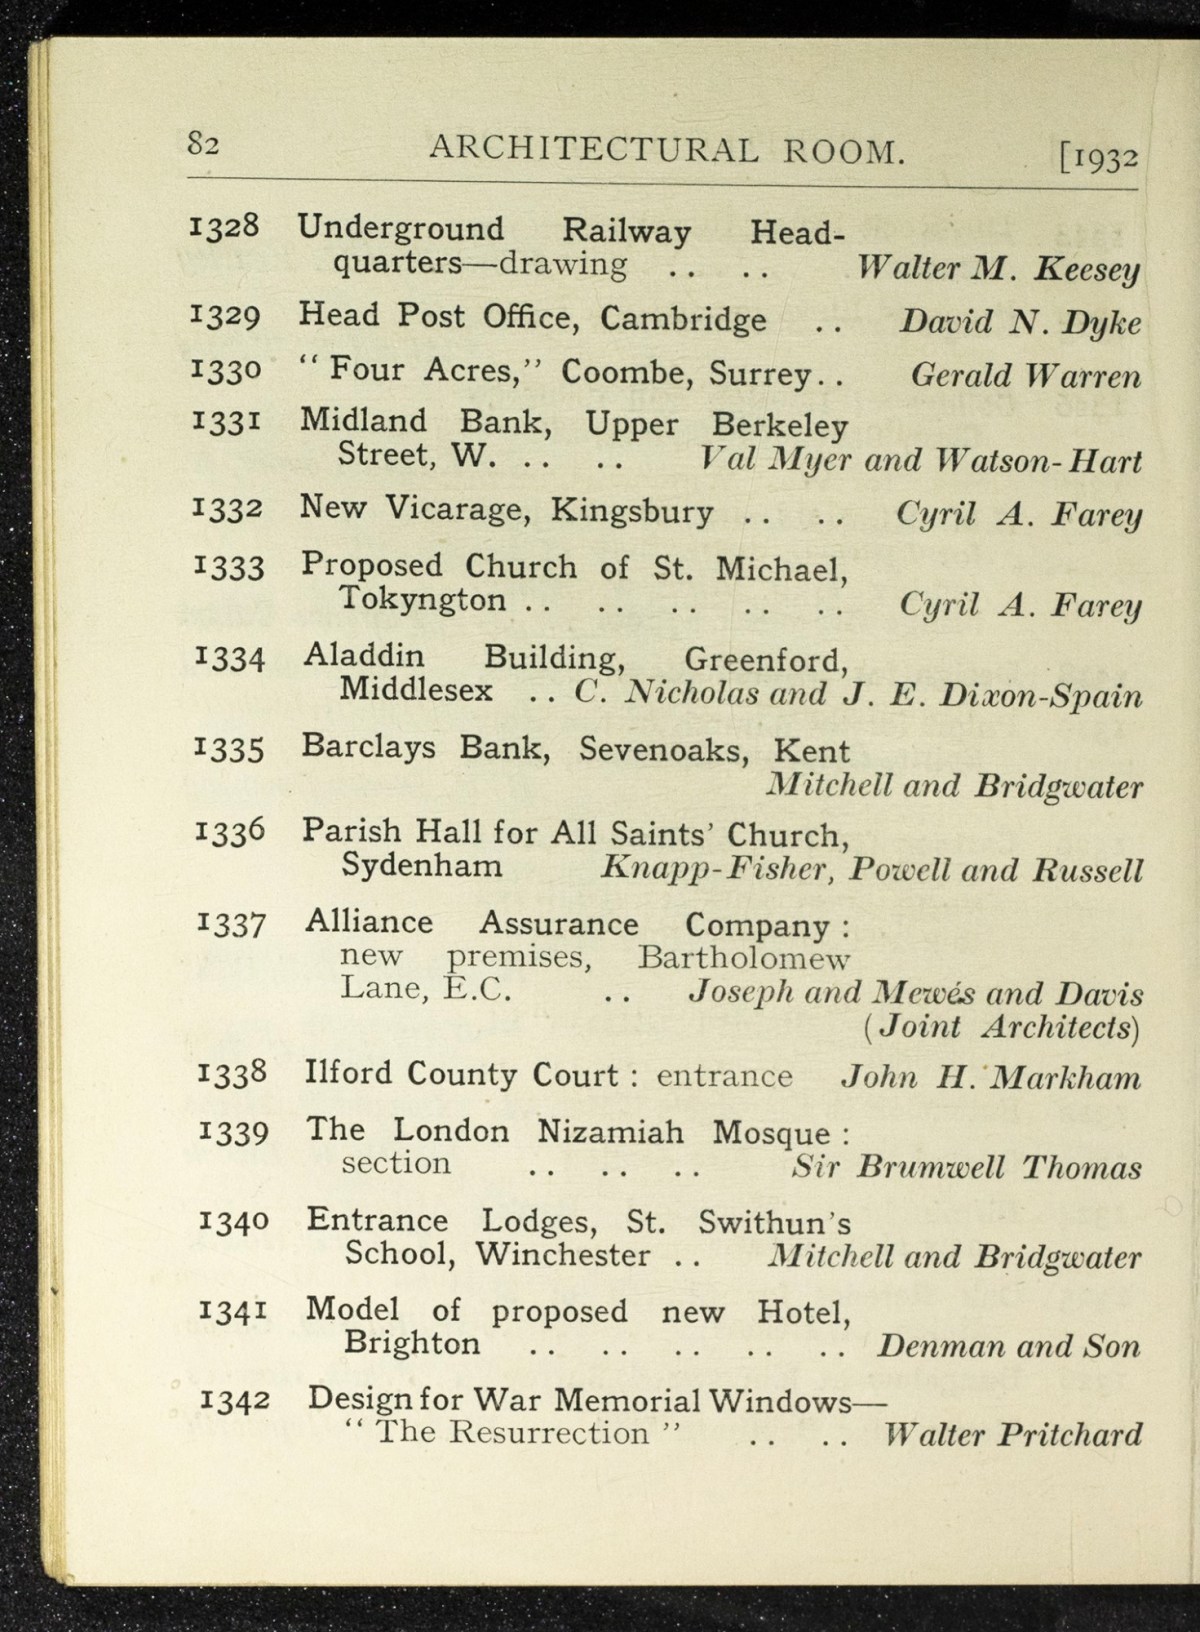 82 ARCHITECTURAL ROOM. [1932
1328 Underground Railway Head-
quarters—drawing .. .. Walter M. Keesey
1329 Head Post Office, Cambridge .. David N. Dyke
1330 “Four Acres,” Coombe, Surrey.. Gerald Warren
1331 Midland Bank, Upper Berkeley
Street, W. .. .. Val Myer and Watson-Hart
1332 New Vicarage, Kingsbury .. .. Cyril A. Farey
1333 Proposed Church of St. Michael,
Tokyngton .. .. .. .. .. Cyril A. Farey
1334 Aladdin Building, Greenford,
Middlesex .. C. Nicholas and J. E. Dixon-Spain
1335 Barclays Bank, Sevenoaks, Kent
Mitchell and Bridgwater
1336 Parish Hall for All Saints’ Church,
Sydenham Knapp-Fisher, Powell and Russell
1337 Alliance Assurance Company :
new premises, Bartholomew
Lane, E.C. .. Joseph and Mewés and Davis
(Joint Architects)
1338 Ilford County Court : entrance John H. Markham
1339 The London Nizamiah Mosque :
section .. .. .. Sir Brumwell Thomas
1340 Entrance Lodges, St. Swithun’s
School, Winchester .. Mitchell and Bridgwater
1341 Model of proposed new Hotel,
Brighton .. .. .. .. .. Denman and Son
1342 Design for War Memorial Windows—
“The Resurrection” .. .. Walter Pritchard